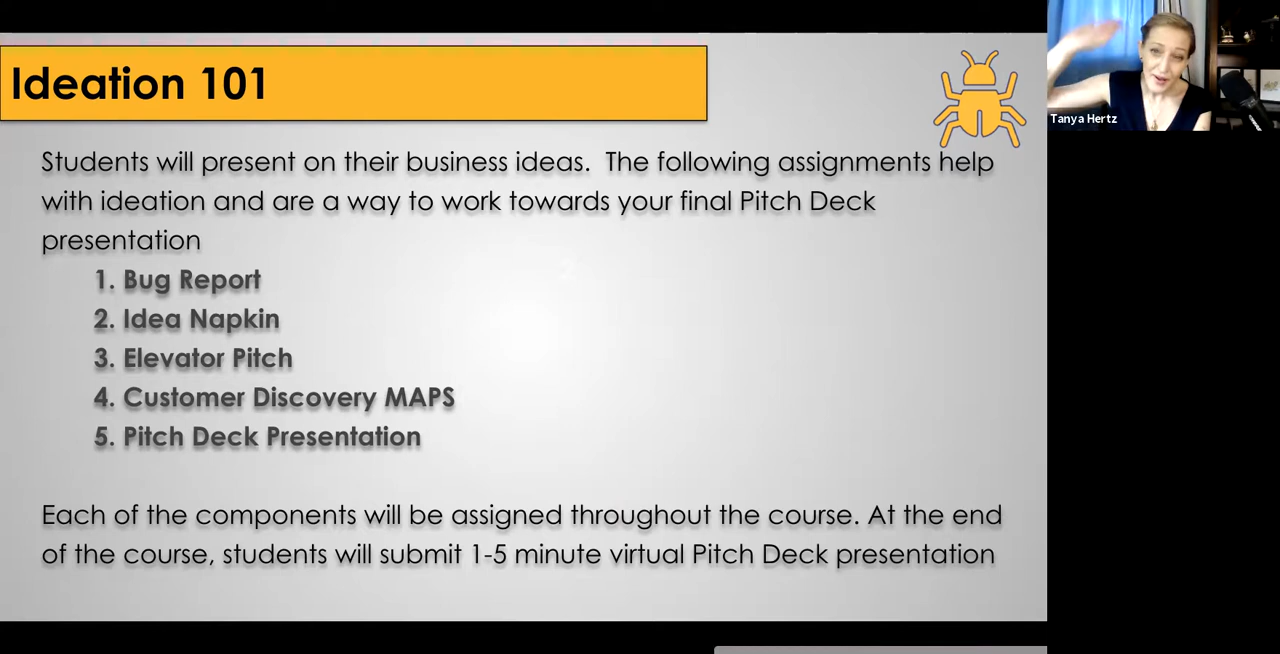 Ideation 101
Tanya Hertz
Students will present on their business ideas.  The following assignments help
with ideation and are a way to work towards your final Pitch Deck
presentation
1. Bug Report
2. Idea Napkin
3. Elevator Pitch
4. Customer Discovery MAPS
5. Pitch Deck Presentation
Each of the components will be assigned throughout the course. At the end
of the course, students will submit 1-5 minute virtual Pitch Deck presentation